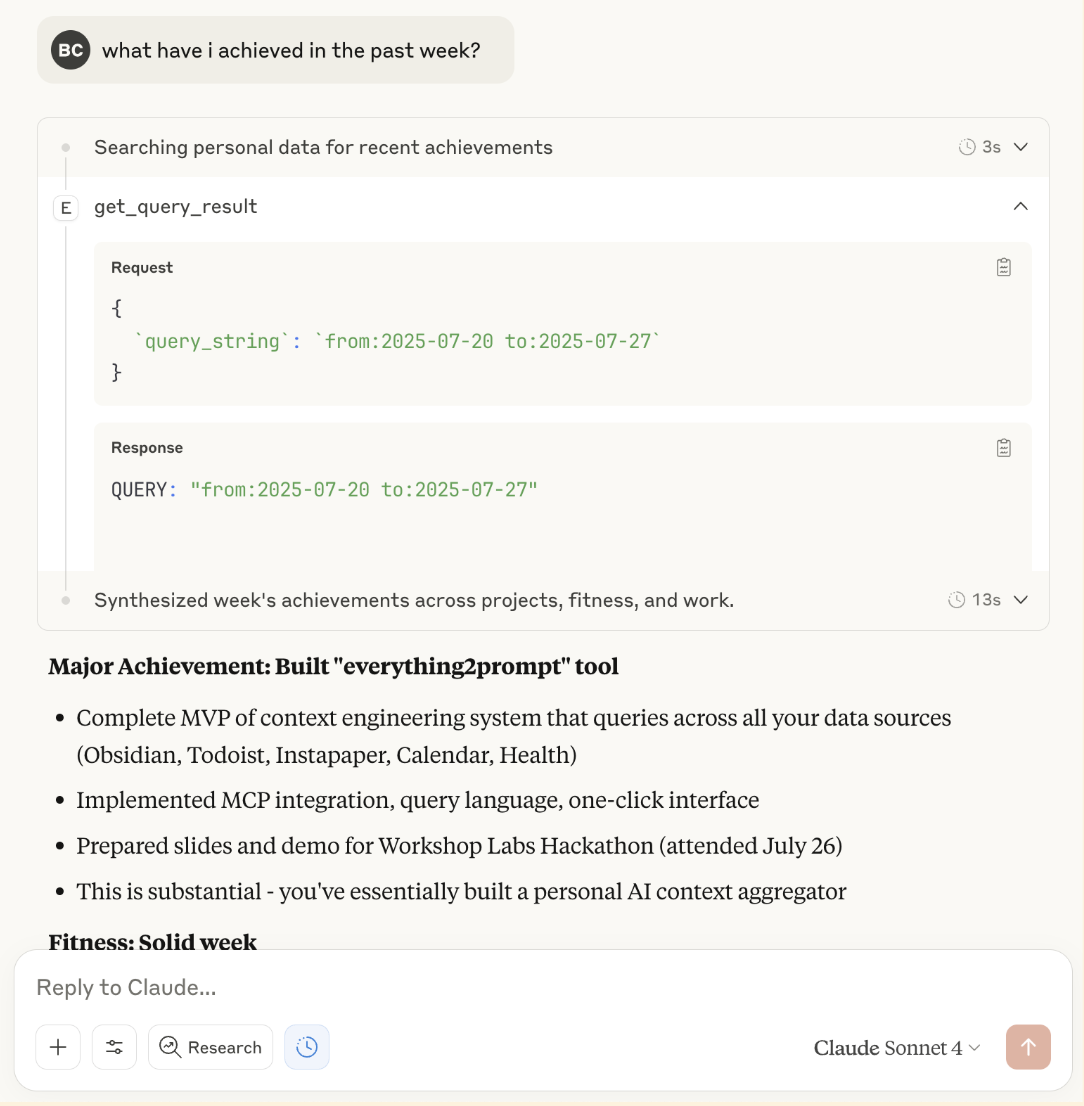 BC what have i achieved in the past week?
Searching personal data for recent achievements 3s
E get_query_result
Request
{
`query_string`: `from:2025-07-20 to:2025-07-27`
}
Response
QUERY: "from:2025-07-20 to:2025-07-27"
Synthesized week's achievements across projects, fitness, and work. 13s
Major Achievement: Built "everything2prompt" tool
• Complete MVP of context engineering system that queries across all your data sources
(Obsidian, Todoist, Instapaper, Calendar, Health)
• Implemented MCP integration, query language, one-click interface
• Prepared slides and demo for Workshop Labs Hackathon (attended July 26)
• This is substantial - you've essentially built a personal AI context aggregator
Fitness: Solid week
Reply to Claude...
Research Claude Sonnet 4